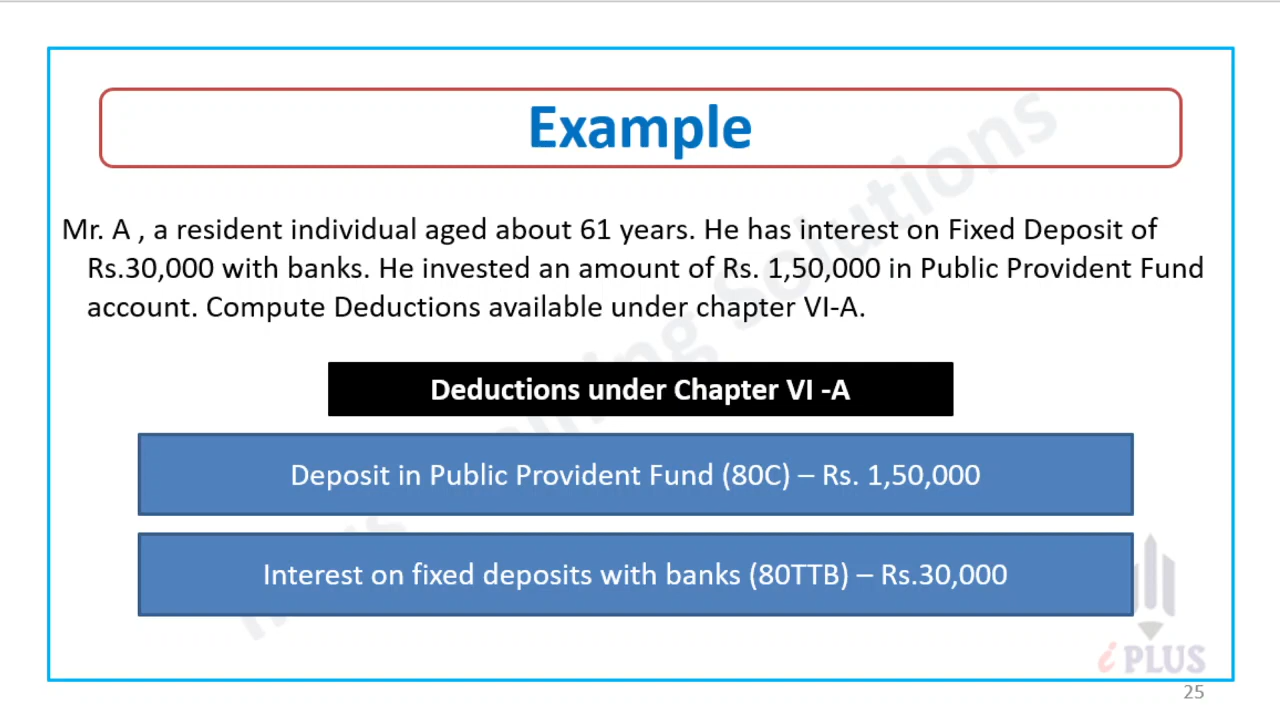 Example
Mr. A , a resident individual aged about 61 years. He has interest on Fixed Deposit of
Rs.30,000 with banks. He invested an amount of Rs. 1,50,000 in Public Provident Fund
account. Compute Deductions available under chapter VI-A.
Deductions under Chapter VI -A
Deposit in Public Provident Fund (80C) – Rs. 1,50,000
Interest on fixed deposits with banks (80TTB) – Rs.30,000
i PLUS
25
Solutions